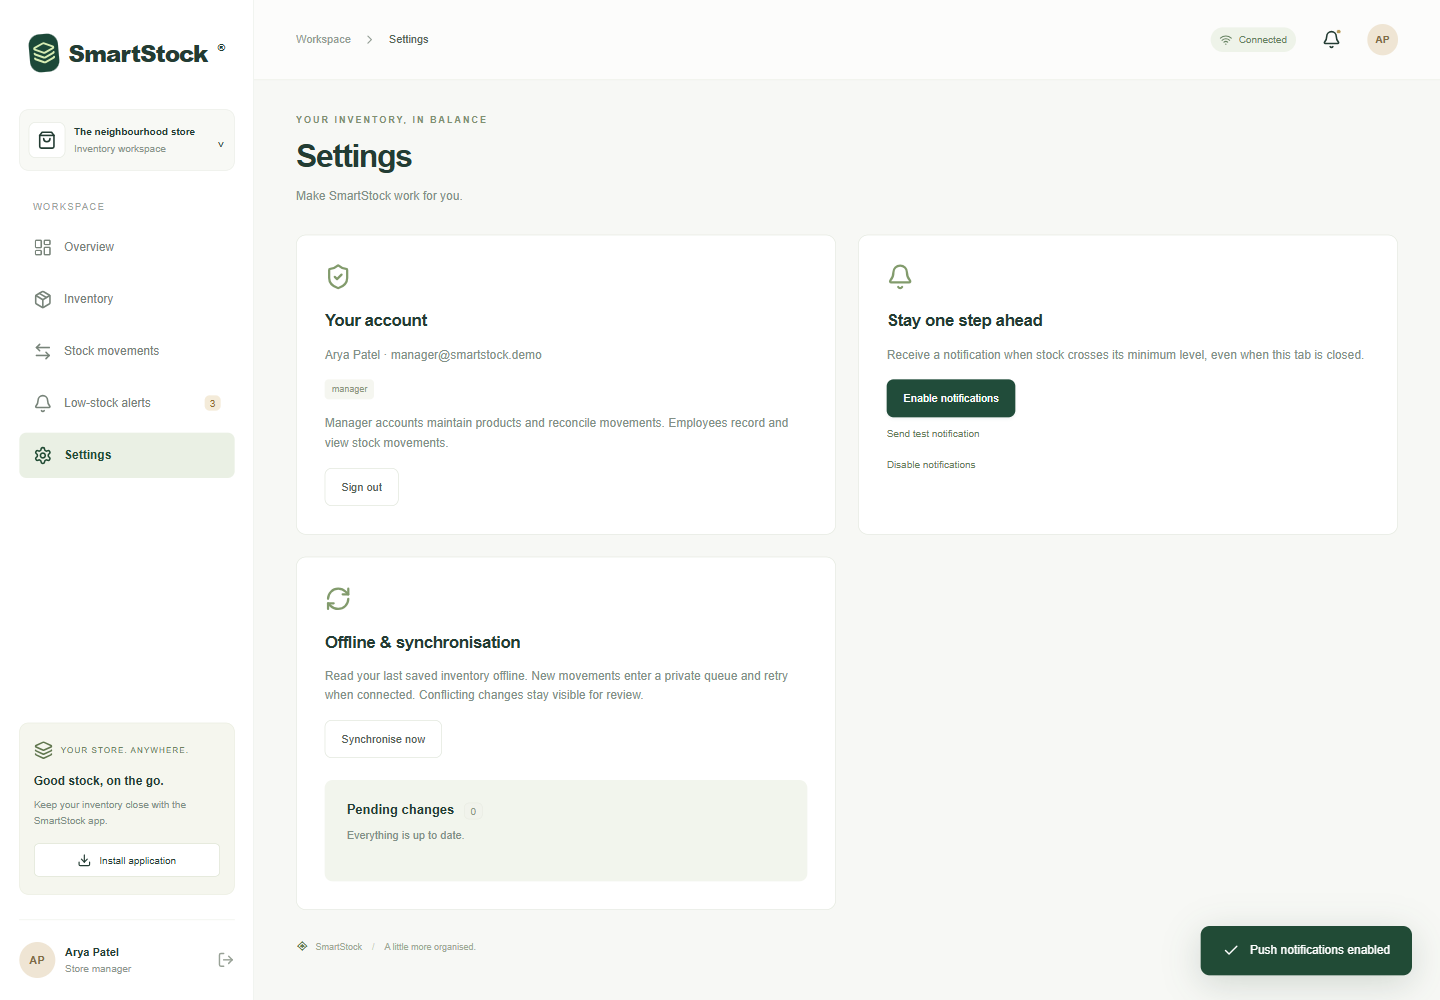 SmartStock ®
The neighbourhood store
Inventory workspace
WORKSPACE
Overview
Inventory
Stock movements
Low-stock alerts 3
Settings
YOUR STORE. ANYWHERE.
Good stock, on the go.
Keep your inventory close with the
SmartStock app.
Install application
AP
Arya Patel
Store manager
Workspace > Settings
Connected
AP
YOUR INVENTORY, IN BALANCE
Settings
Make SmartStock work for you.
Your account
Arya Patel · manager@smartstock.demo
manager
Manager accounts maintain products and reconcile movements. Employees record and
view stock movements.
Sign out
Stay one step ahead
Receive a notification when stock crosses its minimum level, even when this tab is closed.
Enable notifications
Send test notification
Disable notifications
Offline & synchronisation
Read your last saved inventory offline. New movements enter a private queue and retry
when connected. Conflicting changes stay visible for review.
Synchronise now
Pending changes 0
Everything is up to date.
SmartStock / A little more organised.
Push notifications enabled